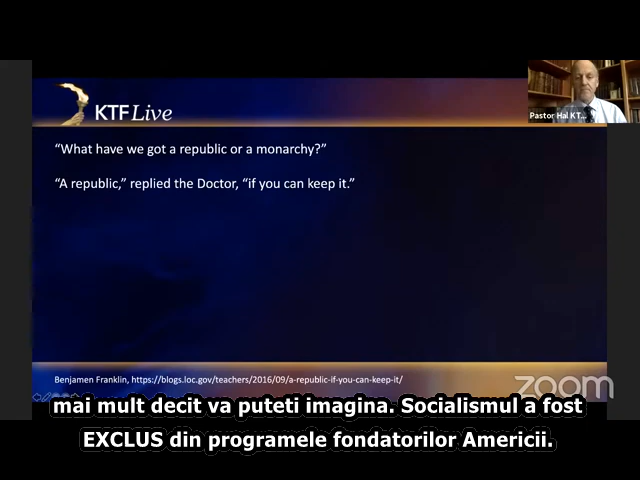 KTF Live
Pastor Hal KT...
“What have we got a republic or a monarchy?”
“A republic,” replied the Doctor, “if you can keep it.”
Benjamen Franklin, https://blogs.loc.gov/teachers/2016/09/a-republic-if-you-can-keep-it/
zoom
mai mult decit va puteti imagina. Socialismul a fost
EXCLUS din programele fondatorilor Americii.